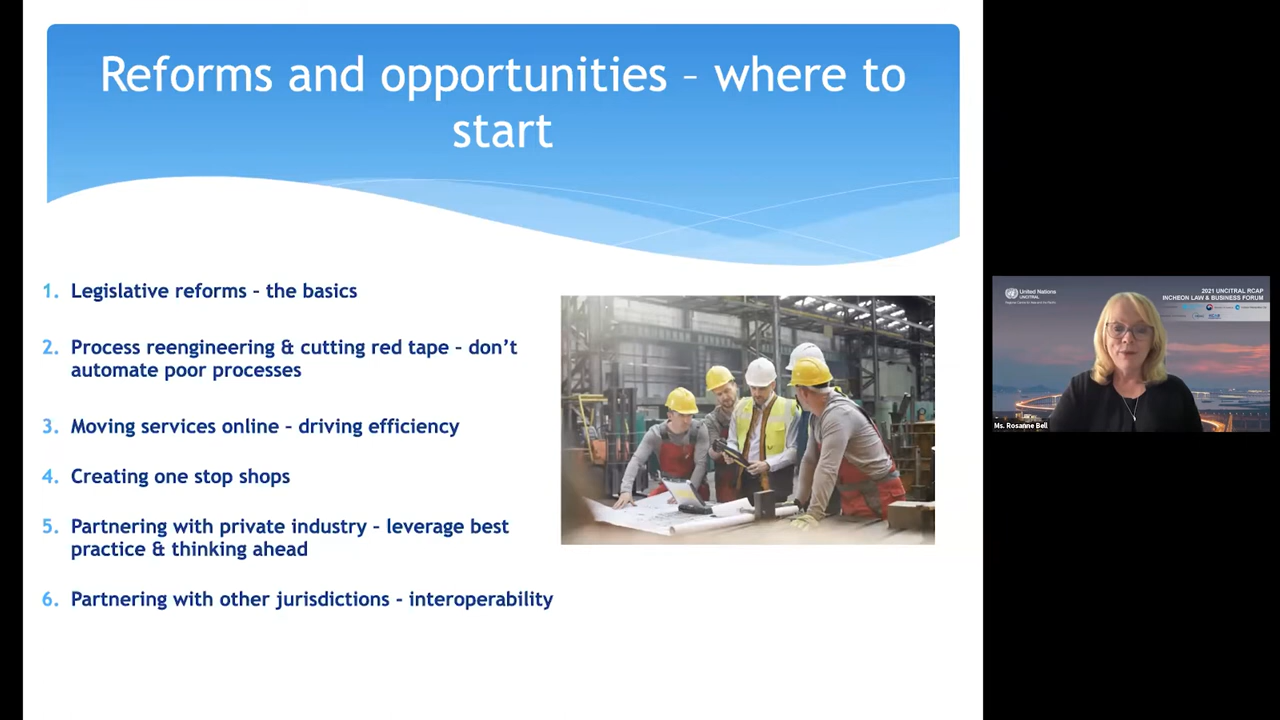 Reforms and opportunities – where to
start
1. Legislative reforms – the basics
2. Process reengineering & cutting red tape – don’t
automate poor processes
3. Moving services online – driving efficiency
4. Creating one stop shops
5. Partnering with private industry – leverage best
practice & thinking ahead
6. Partnering with other jurisdictions - interoperability
United Nations
UNCITRAL
2021 UNCITRAL RCAP
INCHEON LAW & BUSINESS FORUM
Ms. Rosanne Bell